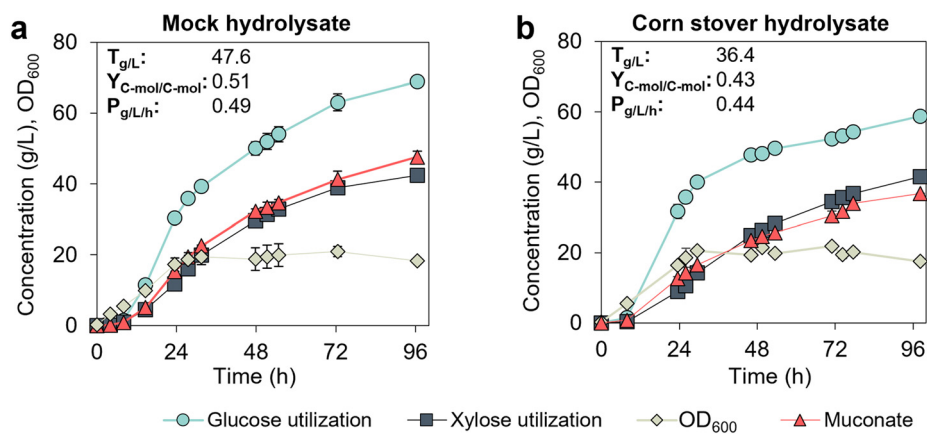 a Mock hydrolysate
Concentration (g/L), OD600
80
60
40
20
0
T g/L: 47.6
Y C-mol/C-mol: 0.51
P g/L/h: 0.49
0 24 48 72 96
Time (h)
b Corn stover hydrolysate
Concentration (g/L), OD600
80
60
40
20
0
T g/L: 36.4
Y C-mol/C-mol: 0.43
P g/L/h: 0.44
0 24 48 72 96
Time (h)
Glucose utilization Xylose utilization OD600 Muconate